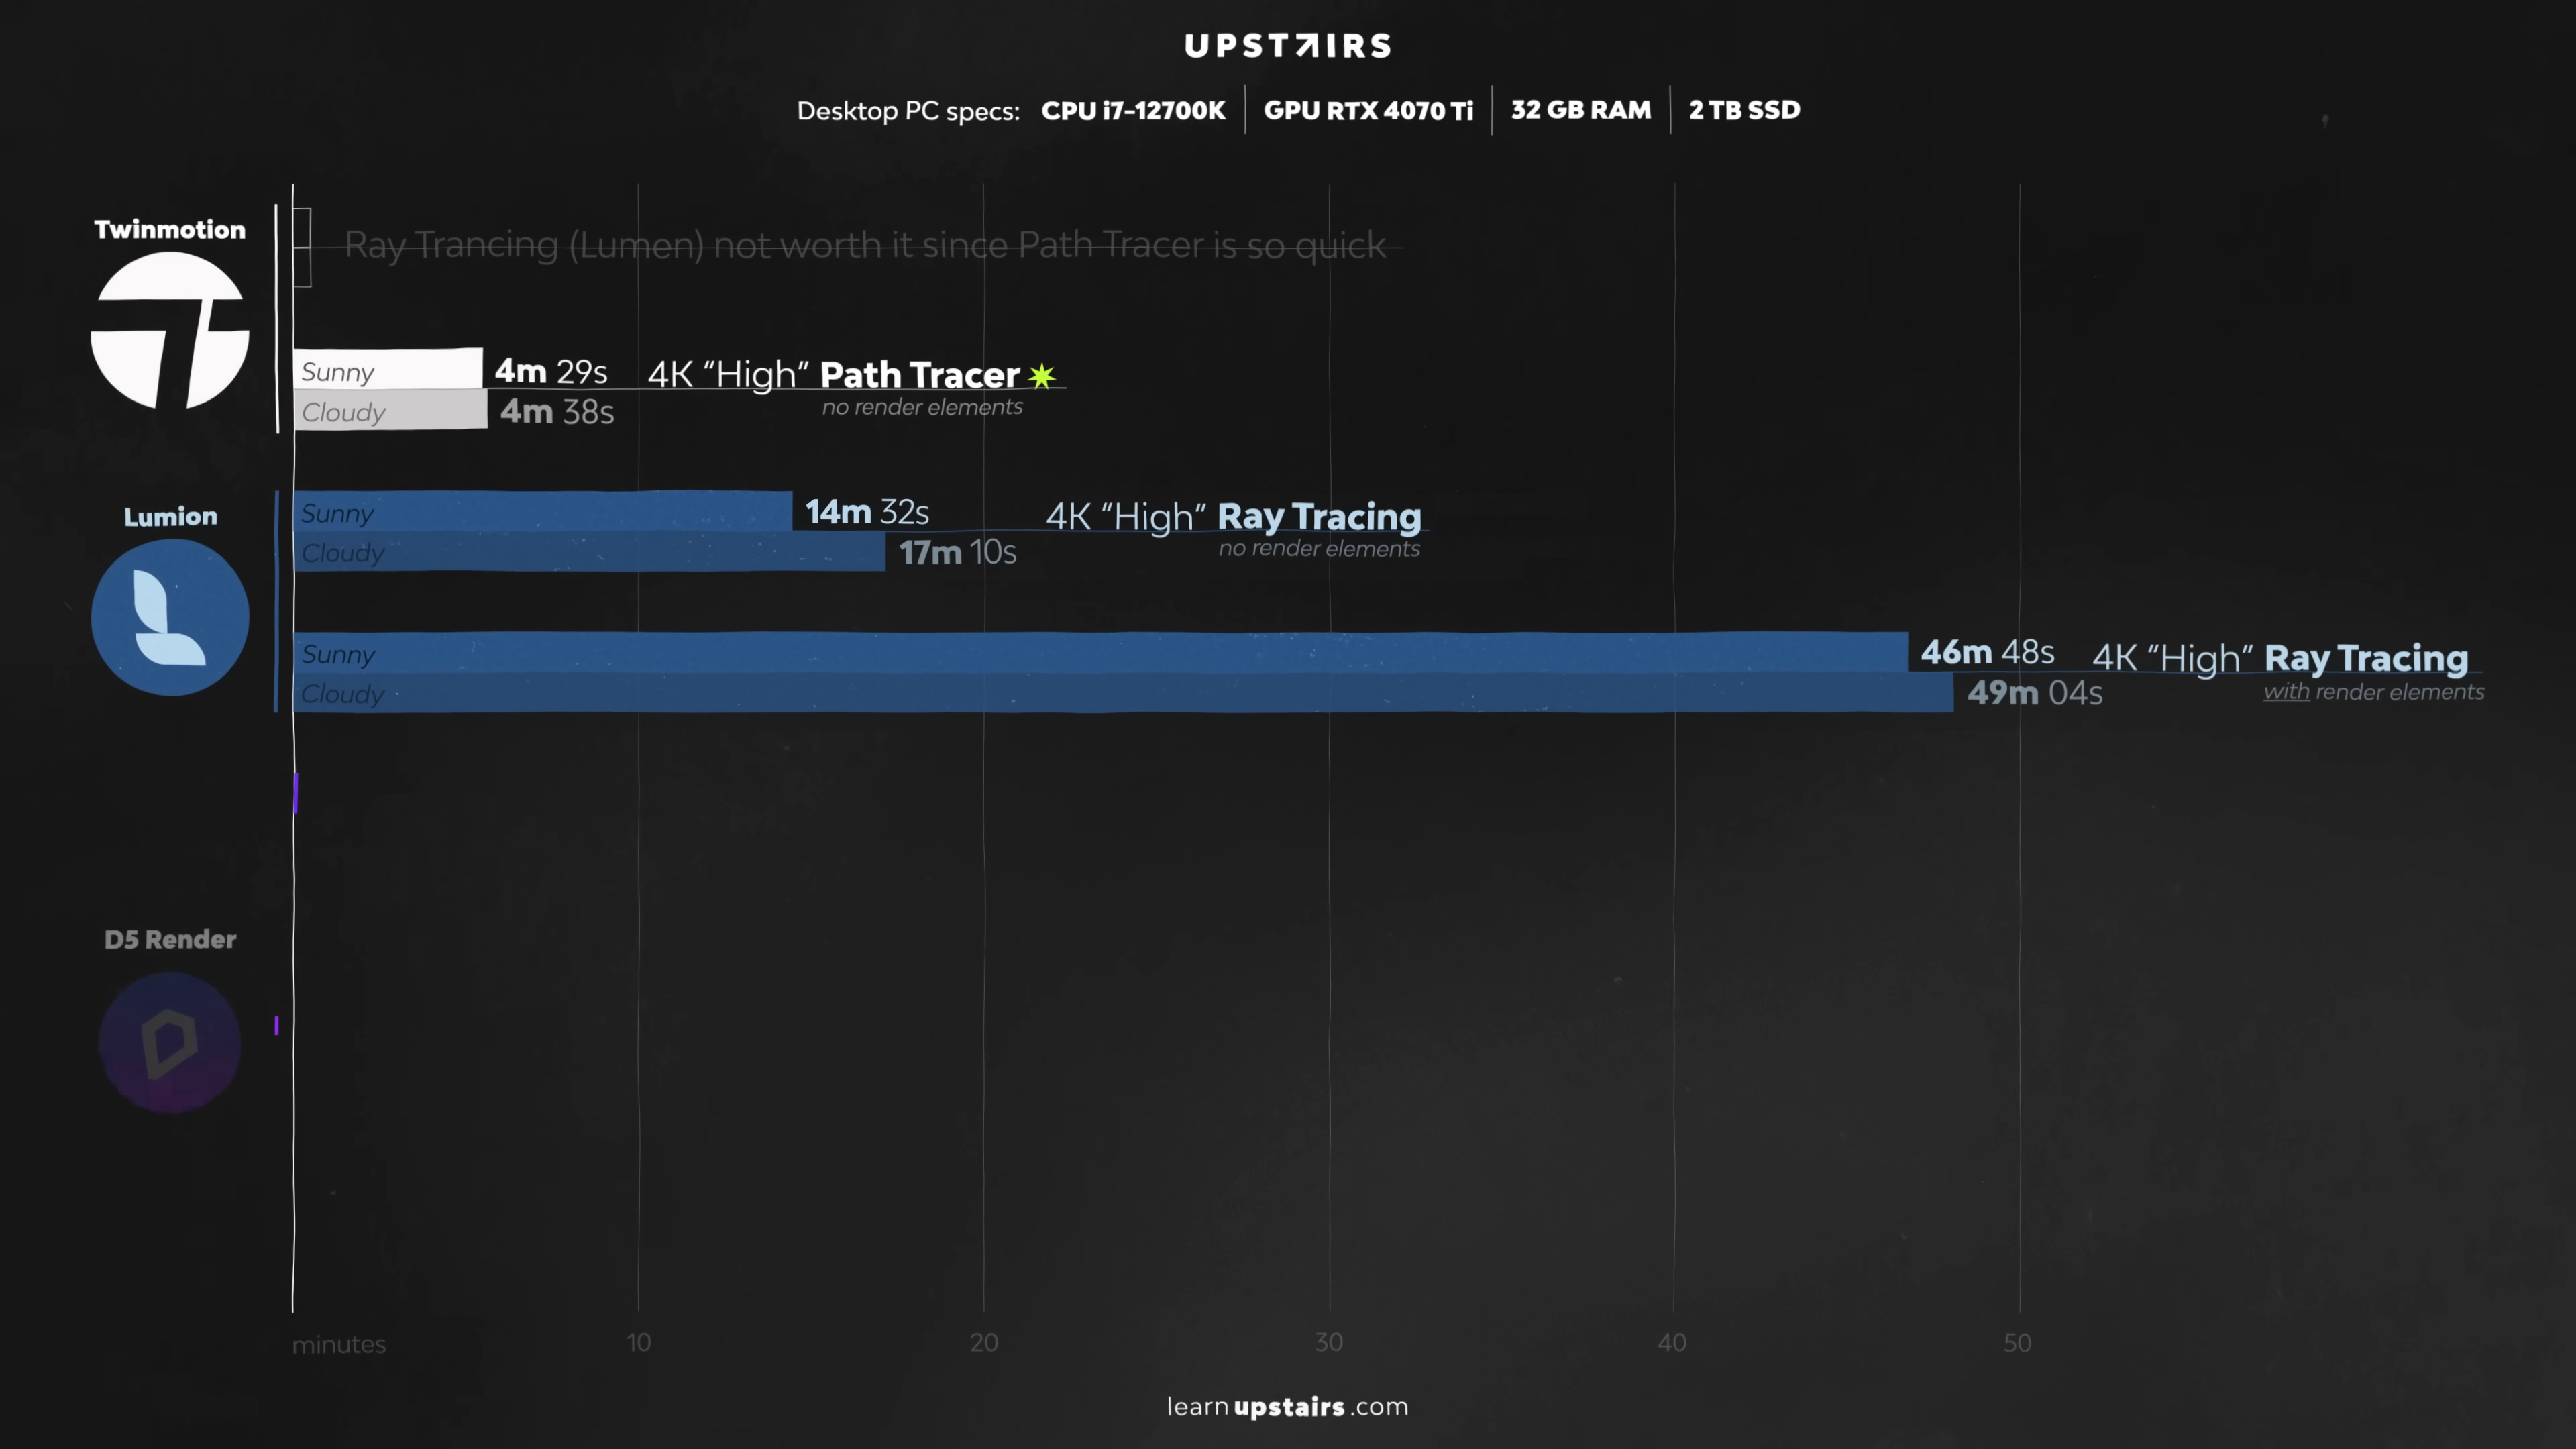 UPSTAIRS
Desktop PC specs: CPU i7-12700K GPU RTX 4070 Ti 32 GB RAM 2 TB SSD
Twinmotion
Ray Trancing (Lumen) not worth it since Path Tracer is so quick
Sunny 4m 29s 4K “High” Path Tracer
Cloudy 4m 38s no render elements
Lumion
Sunny 14m 32s 4K “High” Ray Tracing
Cloudy 17m 10s no render elements
Sunny 46m 48s 4K “High” Ray Tracing
Cloudy 49m 04s with render elements
D5 Render
minutes 10 20 30 40 50
learnupstairs.com